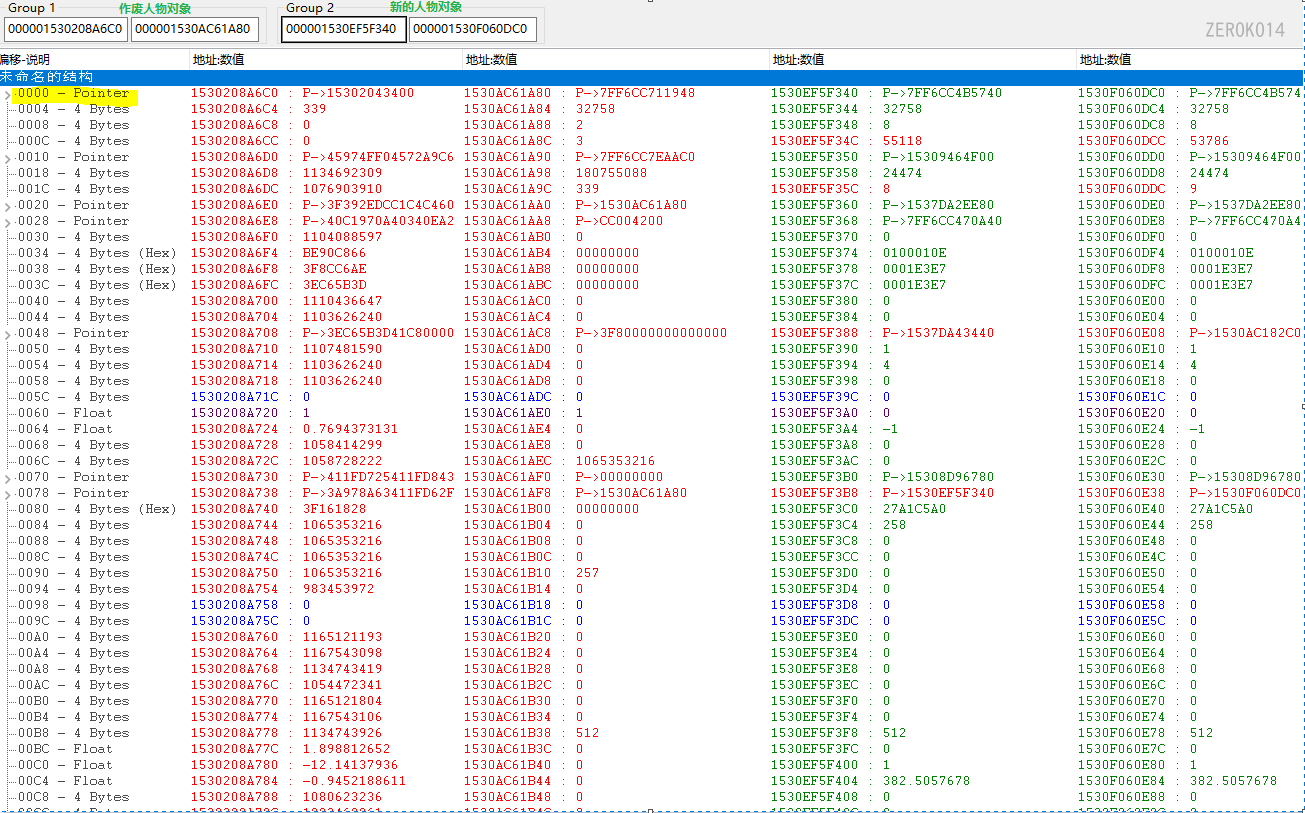 Group 1 作废人物对象 Group 2 新的人物对象
000001530208A6C0 000001530AC61A80 000001530EF5F340 000001530F060DC0 ZER0K014
偏移-说明 地址:数值 地址:数值 地址:数值 地址:数值
未命名的结构
0000 - Pointer 1530208A6C0 : P->15302043400 1530AC61A80 : P->7FF6CC711948 1530EF5F340 : P->7FF6CC4B5740 1530F060DC0 : P->7FF6CC4B574
0004 - 4 Bytes 1530208A6C4 : 339 1530AC61A84 : 32758 1530EF5F344 : 32758 1530F060DC4 : 32758
0008 - 4 Bytes 1530208A6C8 : 0 1530AC61A88 : 2 1530EF5F348 : 8 1530F060DC8 : 8
000C - 4 Bytes 1530208A6CC : 0 1530AC61A8C : 3 1530EF5F34C : 55118 1530F060DCC : 53786
0010 - Pointer 1530208A6D0 : P->45974FF04572A9C6 1530AC61A90 : P->7FF6CC7EAAC0 1530EF5F350 : P->15309464F00 1530F060DD0 : P->15309464F00
0018 - 4 Bytes 1530208A6D8 : 1134692309 1530AC61A98 : 180755088 1530EF5F358 : 24474 1530F060DD8 : 24474
001C - 4 Bytes 1530208A6DC : 1076903910 1530AC61A9C : 339 1530EF5F35C : 8 1530F060DDC : 9
0020 - Pointer 1530208A6E0 : P->3F392EDCC1C4C460 1530AC61AA0 : P->1530AC61A80 1530EF5F360 : P->1537DA2EE80 1530F060DE0 : P->1537DA2EE80
0028 - Pointer 1530208A6E8 : P->40C1970A40340EA2 1530AC61AA8 : P->CC004200 1530EF5F368 : P->7FF6CC470A40 1530F060DE8 : P->7FF6CC470A4
0030 - 4 Bytes 1530208A6F0 : 1104088597 1530AC61AB0 : 0 1530EF5F370 : 0 1530F060DF0 : 0
0034 - 4 Bytes (Hex) 1530208A6F4 : BE90C866 1530AC61AB4 : 00000000 1530EF5F374 : 0100010E 1530F060DF4 : 0100010E
0038 - 4 Bytes (Hex) 1530208A6F8 : 3F8CC6AE 1530AC61AB8 : 00000000 1530EF5F378 : 0001E3E7 1530F060DF8 : 0001E3E7
003C - 4 Bytes (Hex) 1530208A6FC : 3EC65B3D 1530AC61ABC : 00000000 1530EF5F37C : 0001E3E7 1530F060DFC : 0001E3E7
0040 - 4 Bytes 1530208A700 : 1110436647 1530AC61AC0 : 0 1530EF5F380 : 0 1530F060E00 : 0
0044 - 4 Bytes 1530208A704 : 1103626240 1530AC61AC4 : 0 1530EF5F384 : 0 1530F060E04 : 0
0048 - Pointer 1530208A708 : P->3EC65B3D41C80000 1530AC61AC8 : P->3F80000000000000 1530EF5F388 : P->1537DA43440 1530F060E08 : P->1530AC182C0
0050 - 4 Bytes 1530208A710 : 1107481590 1530AC61AD0 : 0 1530EF5F390 : 1 1530F060E10 : 1
0054 - 4 Bytes 1530208A714 : 1103626240 1530AC61AD4 : 0 1530EF5F394 : 4 1530F060E14 : 4
0058 - 4 Bytes 1530208A718 : 1103626240 1530AC61AD8 : 0 1530EF5F398 : 0 1530F060E18 : 0
005C - 4 Bytes 1530208A71C : 0 1530AC61ADC : 0 1530EF5F39C : 0 1530F060E1C : 0
0060 - Float 1530208A720 : 1 1530AC61AE0 : 1 1530EF5F3A0 : 0 1530F060E20 : 0
0064 - Float 1530208A724 : 0.7694373131 1530AC61AE4 : 0 1530EF5F3A4 : -1 1530F060E24 : -1
0068 - 4 Bytes 1530208A728 : 1058414299 1530AC61AE8 : 0 1530EF5F3A8 : 0 1530F060E28 : 0
006C - 4 Bytes 1530208A72C : 1058728222 1530AC61AEC : 1065353216 1530EF5F3AC : 0 1530F060E2C : 0
0070 - Pointer 1530208A730 : P->411FD725411FD843 1530AC61AF0 : P->00000000 1530EF5F3B0 : P->15308D96780 1530F060E30 : P->15308D96780
0078 - Pointer 1530208A738 : P->3A978A63411FD62F 1530AC61AF8 : P->1530AC61A80 1530EF5F3B8 : P->1530EF5F340 1530F060E38 : P->1530F060DC0
0080 - 4 Bytes (Hex) 1530208A740 : 3F161828 1530AC61B00 : 00000000 1530EF5F3C0 : 27A1C5A0 1530F060E40 : 27A1C5A0
0084 - 4 Bytes 1530208A744 : 1065353216 1530AC61B04 : 0 1530EF5F3C4 : 258 1530F060E44 : 258
0088 - 4 Bytes 1530208A748 : 1065353216 1530AC61B08 : 0 1530EF5F3C8 : 0 1530F060E48 : 0
008C - 4 Bytes 1530208A74C : 1065353216 1530AC61B0C : 0 1530EF5F3CC : 0 1530F060E4C : 0
0090 - 4 Bytes 1530208A750 : 1065353216 1530AC61B10 : 257 1530EF5F3D0 : 0 1530F060E50 : 0
0094 - 4 Bytes 1530208A754 : 983453972 1530AC61B14 : 0 1530EF5F3D4 : 0 1530F060E54 : 0
0098 - 4 Bytes 1530208A758 : 0 1530AC61B18 : 0 1530EF5F3D8 : 0 1530F060E58 : 0
009C - 4 Bytes 1530208A75C : 0 1530AC61B1C : 0 1530EF5F3DC : 0 1530F060E5C : 0
00A0 - 4 Bytes 1530208A760 : 1165121193 1530AC61B20 : 0 1530EF5F3E0 : 0 1530F060E60 : 0
00A4 - 4 Bytes 1530208A764 : 1167543098 1530AC61B24 : 0 1530EF5F3E4 : 0 1530F060E64 : 0
00A8 - 4 Bytes 1530208A768 : 1134743419 1530AC61B28 : 0 1530EF5F3E8 : 0 1530F060E68 : 0
00AC - 4 Bytes 1530208A76C : 1054472341 1530AC61B2C : 0 1530EF5F3EC : 0 1530F060E6C : 0
00B0 - 4 Bytes 1530208A770 : 1165121804 1530AC61B30 : 0 1530EF5F3F0 : 0 1530F060E70 : 0
00B4 - 4 Bytes 1530208A774 : 1167543106 1530AC61B34 : 0 1530EF5F3F4 : 0 1530F060E74 : 0
00B8 - 4 Bytes 1530208A778 : 1134743926 1530AC61B38 : 512 1530EF5F3F8 : 512 1530F060E78 : 512
00BC - Float 1530208A77C : 1.898812652 1530AC61B3C : 0 1530EF5F3FC : 0 1530F060E7C : 0
00C0 - Float 1530208A780 : -12.14137936 1530AC61B40 : 0 1530EF5F400 : 1 1530F060E80 : 1
00C4 - Float 1530208A784 : -0.9452188611 1530AC61B44 : 0 1530EF5F404 : 382.5057678 1530F060E84 : 382.5057678
00C8 - 4 Bytes 1530208A788 : 1080623236 1530AC61B48 : 0 1530EF5F408 : 0 1530F060E88 : 0